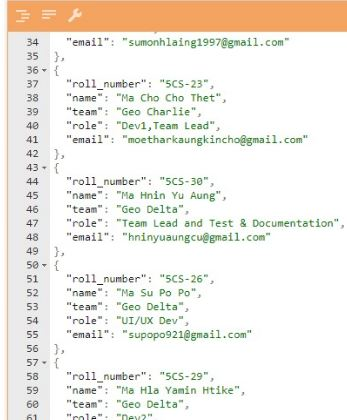 34 "email": "sumonhlaing1997@gmail.com"
35 },
36 {
37 "roll_number": "5CS-23",
38 "name": "Ma Cho Cho Thet",
39 "team": "Geo Charlie",
40 "role": "Dev1,Team Lead",
41 "email": "moetharkaungkincho@gmail.com"
42 },
43 {
44 "roll_number": "5CS-30",
45 "name": "Ma Hnin Yu Aung",
46 "team": "Geo Delta",
47 "role": "Team Lead and Test & Documentation",
48 "email": "hninyuaungcu@gmail.com"
49 },
50 {
51 "roll_number": "5CS-26",
52 "name": "Ma Su Po Po",
53 "team": "Geo Delta",
54 "role": "UI/UX Dev",
55 "email": "supopo921@gmail.com"
56 },
57 {
58 "roll_number": "5CS-29",
59 "name": "Ma Hla Yamin Htike",
60 "team": "Geo Delta",
61 "role": "Dev2",